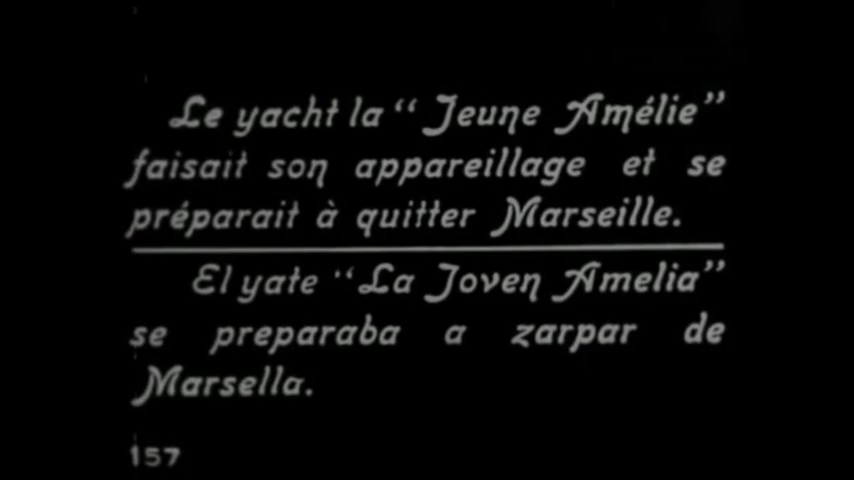 Le yacht la “Jeune Amélie”
faisait son appareillage et se
préparait à quitter Marseille.
El yate “La Joven Amelia”
se preparaba a zarpar de
Marsella.
157